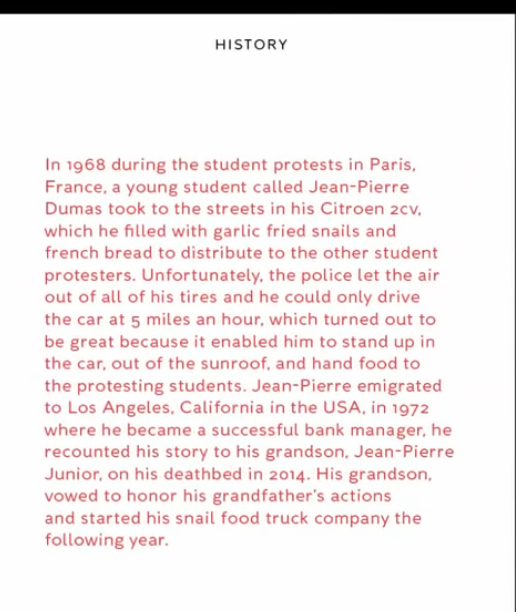 HISTORY
In 1968 during the student protests in Paris,
France, a young student called Jean-Pierre
Dumas took to the streets in his Citroen 2cv,
which he filled with garlic fried snails and
french bread to distribute to the other student
protesters. Unfortunately, the police let the air
out of all of his tires and he could only drive
the car at 5 miles an hour, which turned out to
be great because it enabled him to stand up in
the car, out of the sunroof, and hand food to
the protesting students. Jean-Pierre emigrated
to Los Angeles, California in the USA, in 1972
where he became a successful bank manager, he
recounted his story to his grandson, Jean-Pierre
Junior, on his deathbed in 2014. His grandson,
vowed to honor his grandfather's actions
and started his snail food truck company the
following year.